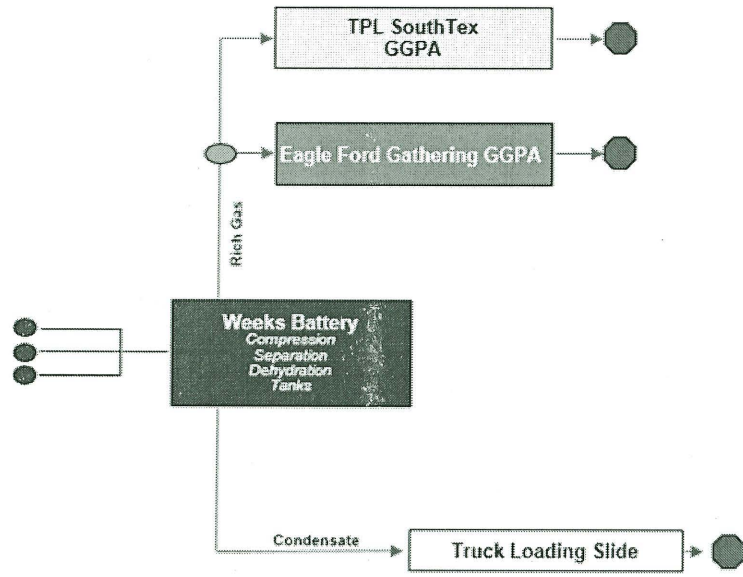 TPL SouthTex
GGPA
Eagle Ford Gathering GGPA
Rich Gas
Weeks Battery
Compression
Separation
Dehydration
Tanks
Condensate
Truck Loading Slide